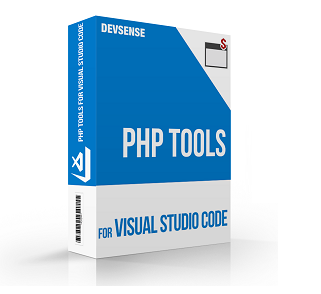 DEVSENSE
S
PHP TOOLS
FOR VISUAL STUDIO CODE
PHP TOOLS FOR VISUAL STUDIO CODE